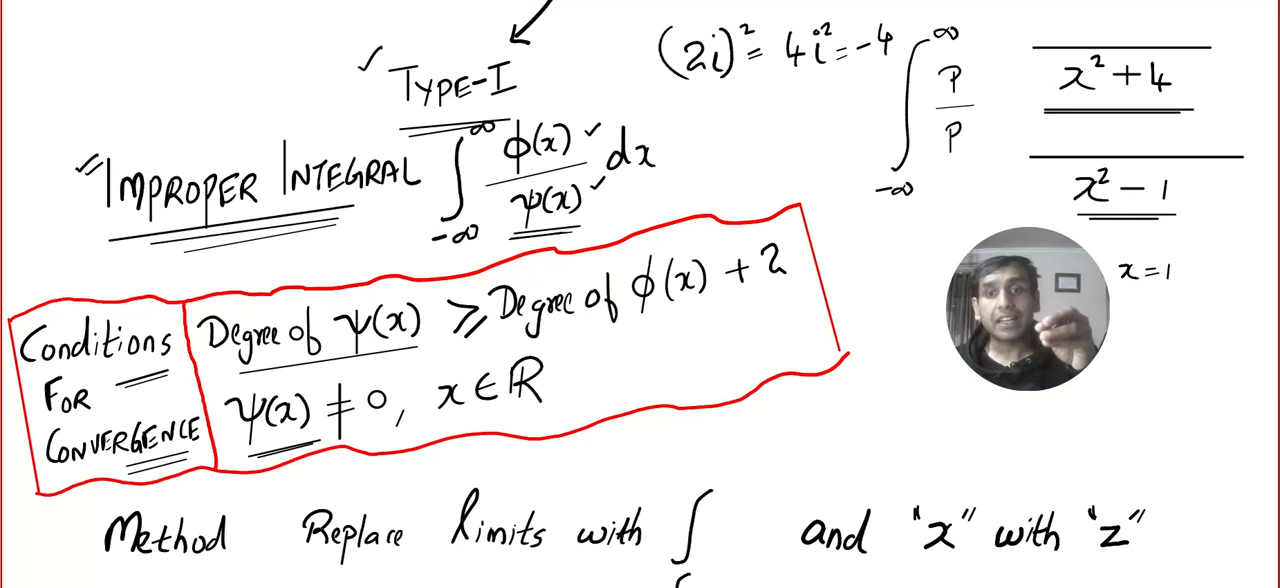 TYPE-I
IMPROPER INTEGRAL ∫_{-∞}^{∞} ϕ(x)/ψ(x) dx
(2i)² = 4i² = -4
∫_{-∞}^{∞} P/P
x² + 4
x² - 1
x = 1
Conditions
FOR
CONVERGENCE
Degree of ψ(x) ≥ Degree of ϕ(x) + 2
ψ(x) ≠ 0, x ∈ ℝ
Method Replace limits with ∫ and "x" with "z"